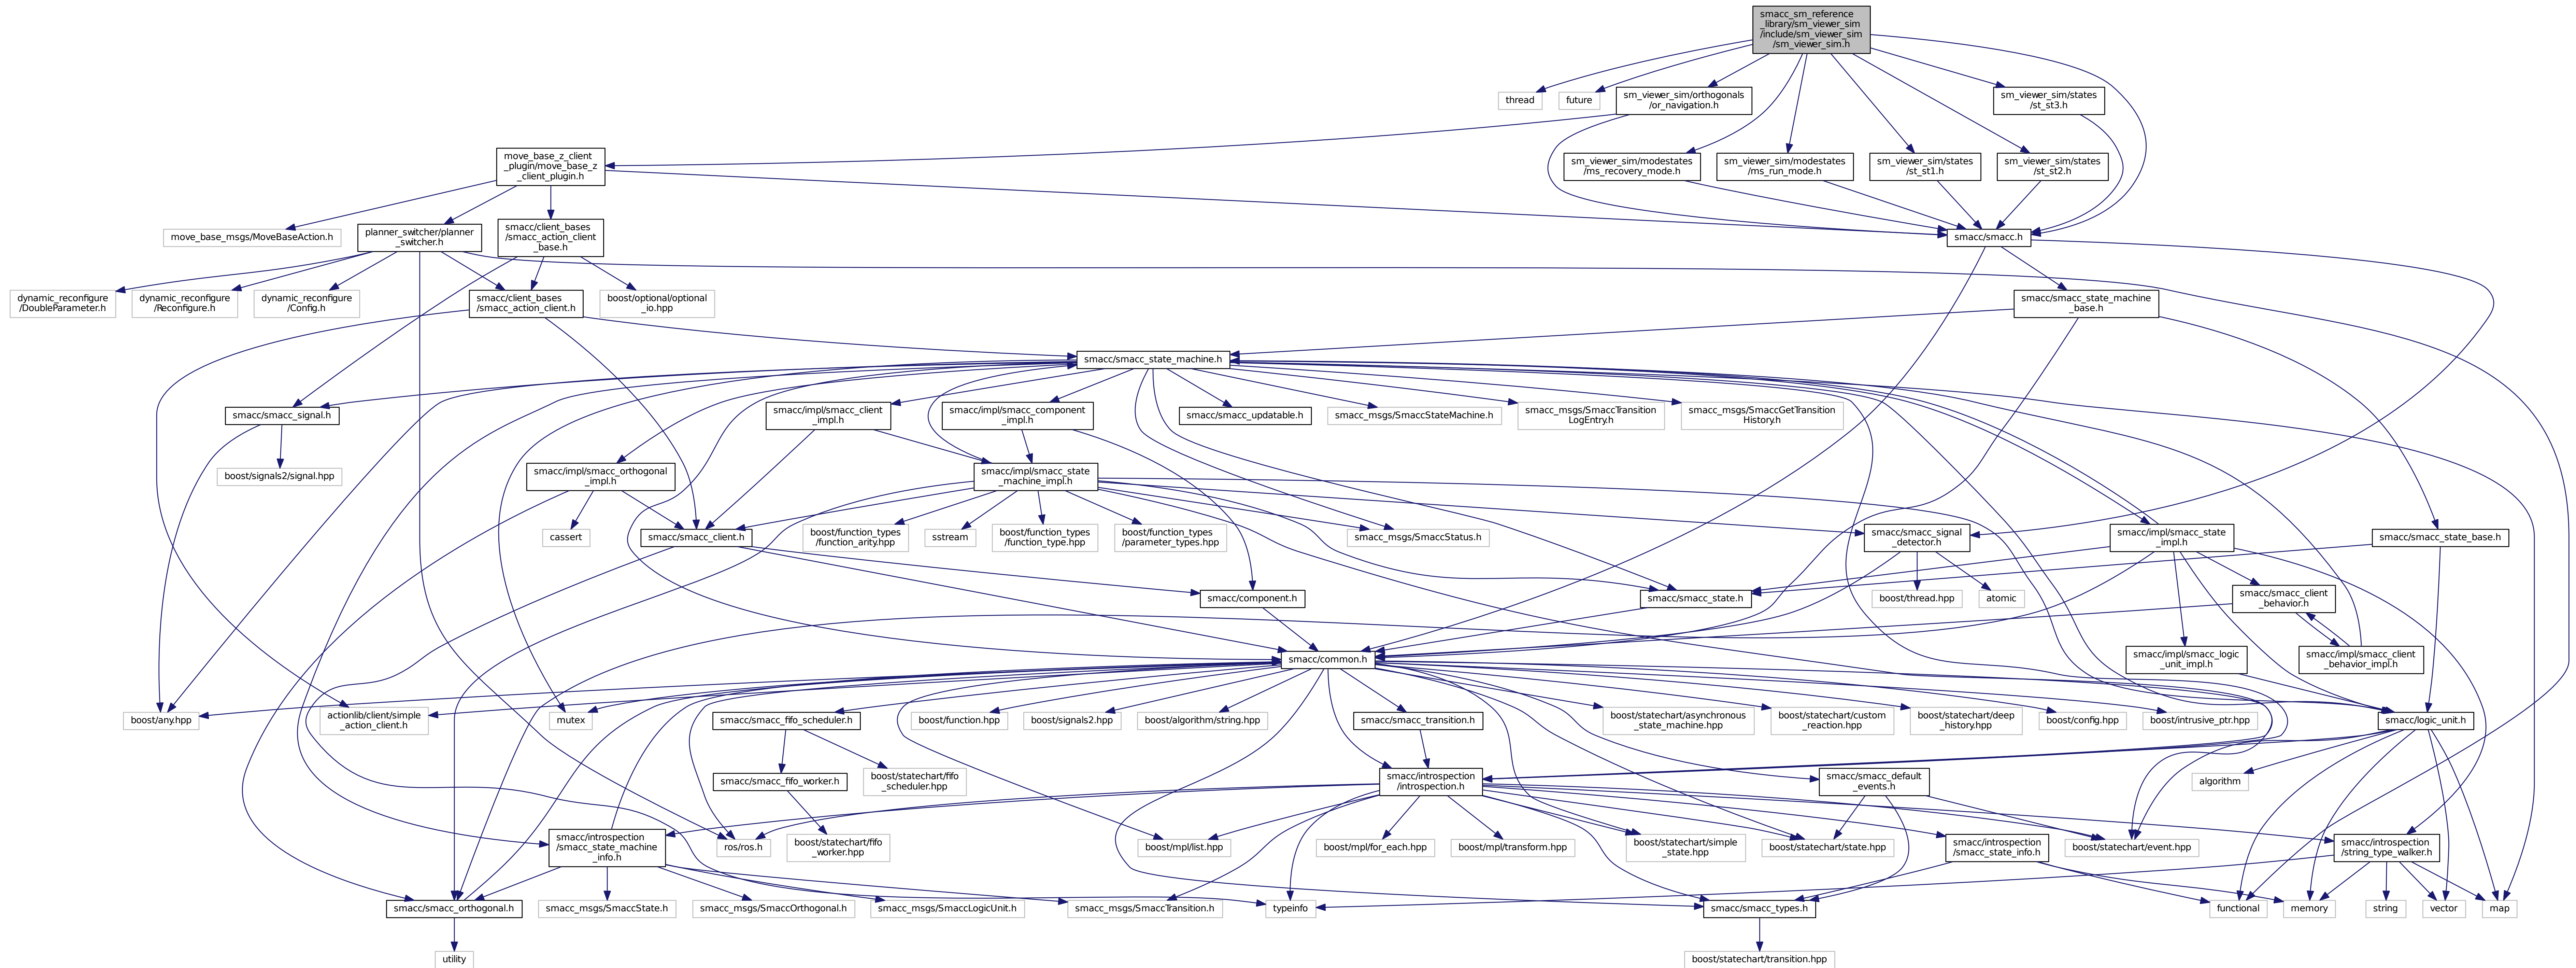 smacc_sm_reference
_library/sm_viewer_sim
/include/sm_viewer_sim
/sm_viewer_sim.h
thread
future
sm_viewer_sim/orthogonals
/or_navigation.h
sm_viewer_sim/states
/st_st3.h
move_base_z_client
_plugin/move_base_z
_client_plugin.h
sm_viewer_sim/modestates
/ms_recovery_mode.h
sm_viewer_sim/modestates
/ms_run_mode.h
sm_viewer_sim/states
/st_st1.h
sm_viewer_sim/states
/st_st2.h
move_base_msgs/MoveBaseAction.h
planner_switcher/planner
_switcher.h
smacc/client_bases
/smacc_action_client
_base.h
smacc/smacc.h
dynamic_reconfigure
/DoubleParameter.h
dynamic_reconfigure
/Reconfigure.h
dynamic_reconfigure
/Config.h
smacc/client_bases
/smacc_action_client.h
boost/optional/optional
_io.hpp
smacc/smacc_state_machine
_base.h
smacc/smacc_state_machine.h
smacc/smacc_signal.h
smacc/impl/smacc_client
_impl.h
smacc/impl/smacc_component
_impl.h
smacc/smacc_updatable.h
smacc_msgs/SmaccStateMachine.h
smacc_msgs/SmaccTransition
LogEntry.h
smacc_msgs/SmaccGetTransition
History.h
boost/signals2/signal.hpp
smacc/impl/smacc_orthogonal
_impl.h
smacc/impl/smacc_state
_machine_impl.h
cassert
smacc/smacc_client.h
boost/function_types
/function_arity.hpp
sstream
boost/function_types
/function_type.hpp
boost/function_types
/parameter_types.hpp
smacc_msgs/SmaccStatus.h
smacc/smacc_signal
_detector.h
smacc/impl/smacc_state
_impl.h
smacc/smacc_state_base.h
smacc/component.h
smacc/smacc_state.h
boost/thread.hpp
atomic
smacc/smacc_client
_behavior.h
smacc/common.h
smacc/impl/smacc_logic
_unit_impl.h
smacc/impl/smacc_client
_behavior_impl.h
boost/any.hpp
actionlib/client/simple
_action_client.h
mutex
smacc/smacc_fifo_scheduler.h
boost/function.hpp
boost/signals2.hpp
boost/algorithm/string.hpp
smacc/smacc_transition.h
boost/statechart/asynchronous
_state_machine.hpp
boost/statechart/custom
_reaction.hpp
boost/statechart/deep
_history.hpp
boost/config.hpp
boost/intrusive_ptr.hpp
smacc/logic_unit.h
smacc/smacc_fifo_worker.h
boost/statechart/fifo
_scheduler.hpp
smacc/introspection
/introspection.h
smacc/smacc_default
_events.h
algorithm
smacc/introspection
/smacc_state_machine
_info.h
ros/ros.h
boost/statechart/fifo
_worker.hpp
boost/mpl/list.hpp
boost/mpl/for_each.hpp
boost/mpl/transform.hpp
boost/statechart/simple
_state.hpp
boost/statechart/state.hpp
smacc/introspection
/smacc_state_info.h
boost/statechart/event.hpp
smacc/introspection
/string_type_walker.h
smacc/smacc_orthogonal.h
smacc_msgs/SmaccState.h
smacc_msgs/SmaccOrthogonal.h
smacc_msgs/SmaccLogicUnit.h
smacc_msgs/SmaccTransition.h
typeinfo
smacc/smacc_types.h
functional
memory
string
vector
map
utility
boost/statechart/transition.hpp